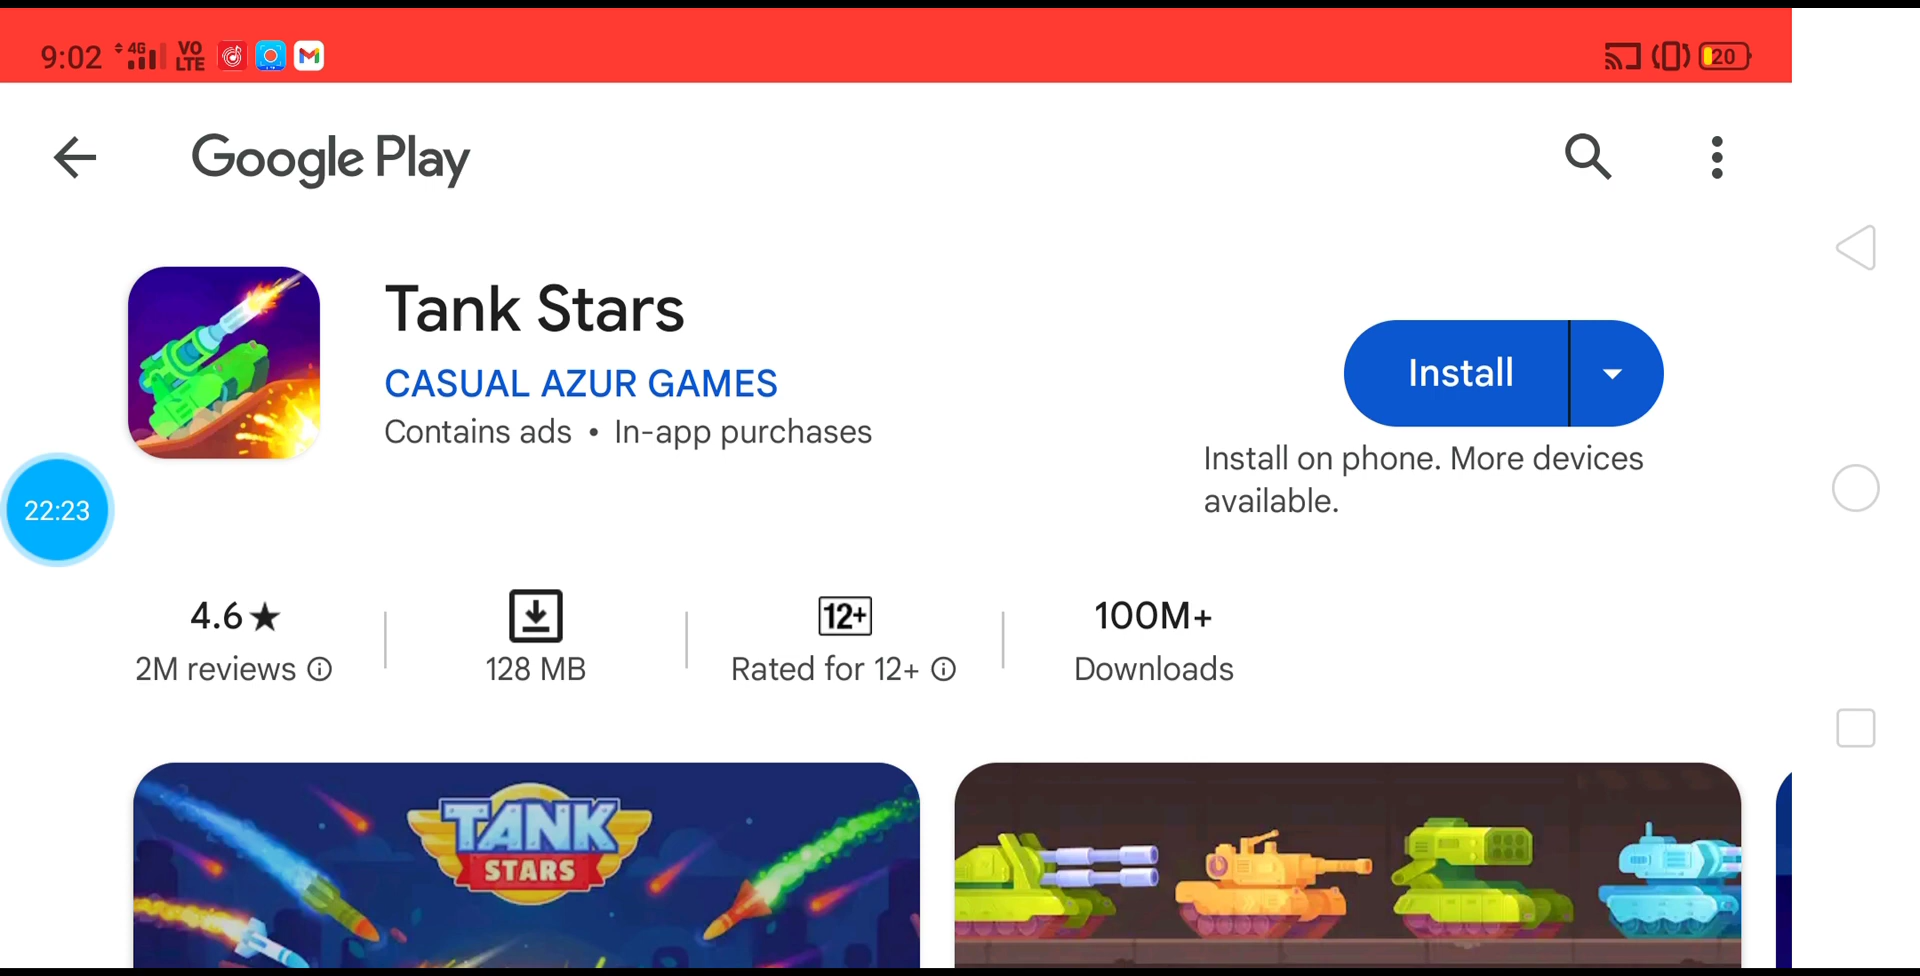 9:02 4G VO LTE 20
Google Play
Tank Stars
CASUAL AZUR GAMES
Contains ads • In-app purchases
Install
Install on phone. More devices
available.
22:23
4.6★
2M reviews
128 MB
12+
Rated for 12+
100M+
Downloads
TANK
STARS